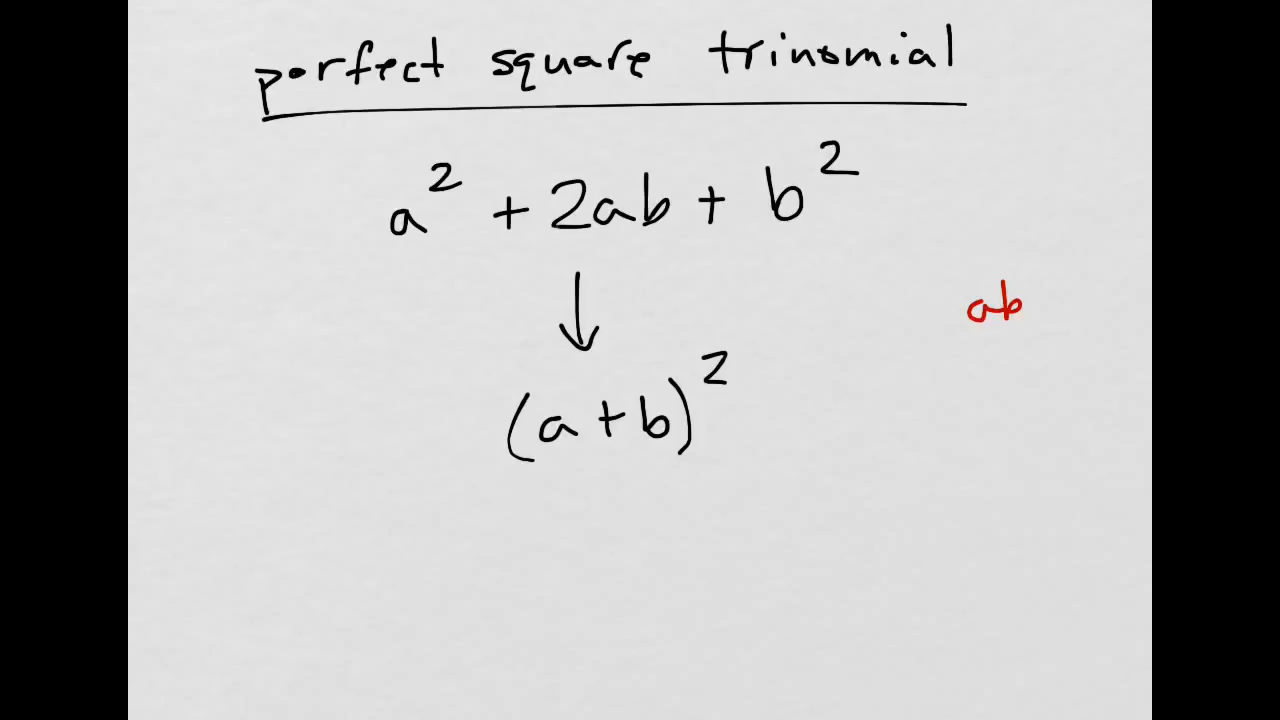 perfect square trinomial
a² + 2ab + b²
↓
ab
(a + b)²